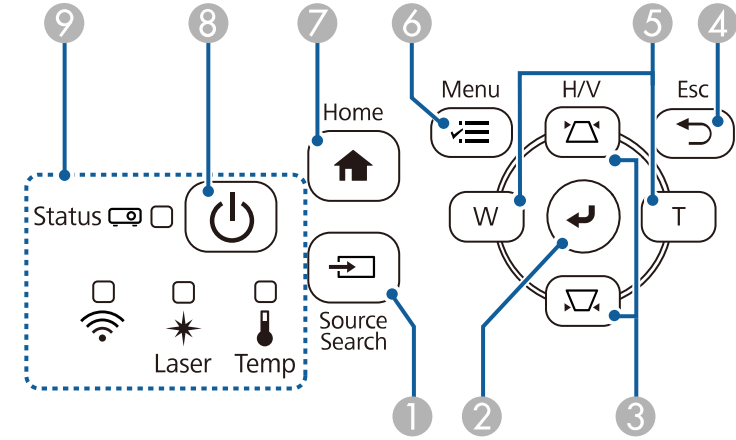 9 8 7 6 5 4
Menu H/V Esc
Home
Status
W T
Source
Search
Laser Temp
1 2 3